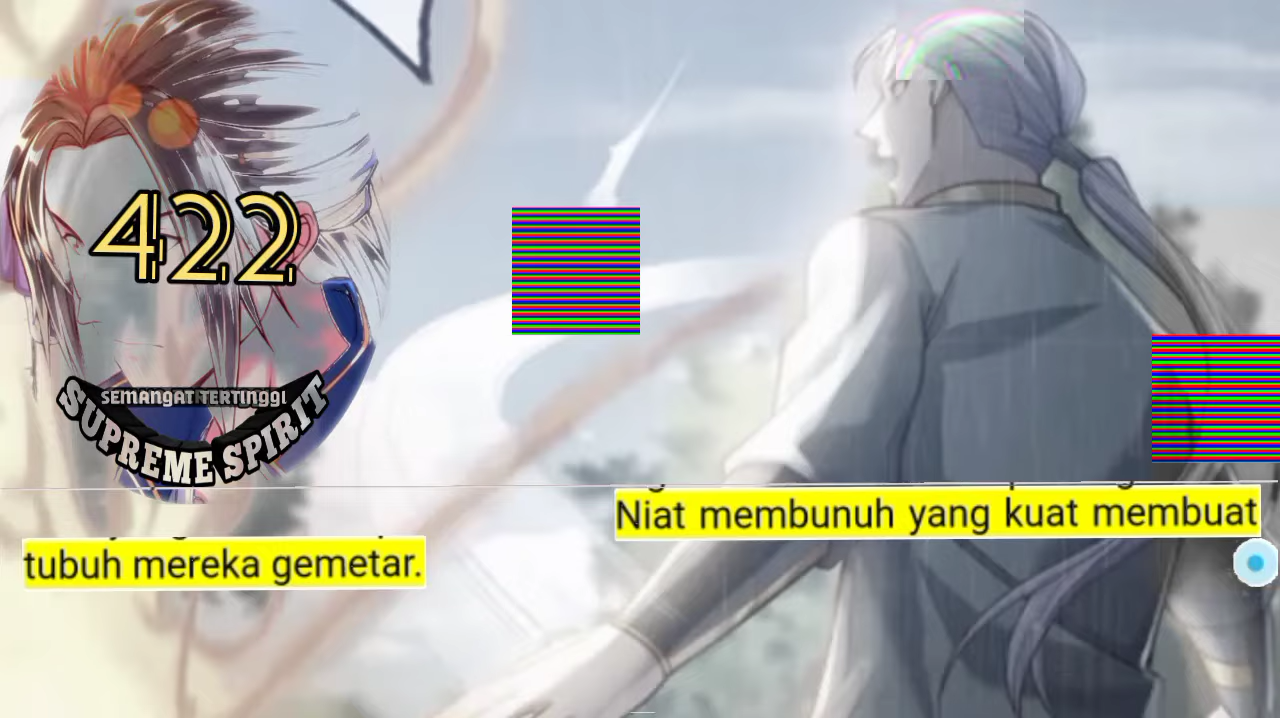 422
SEMANGAT TERTINGGI
SUPREME SPIRIT
Niat membunuh yang kuat membuat
tubuh mereka gemetar.